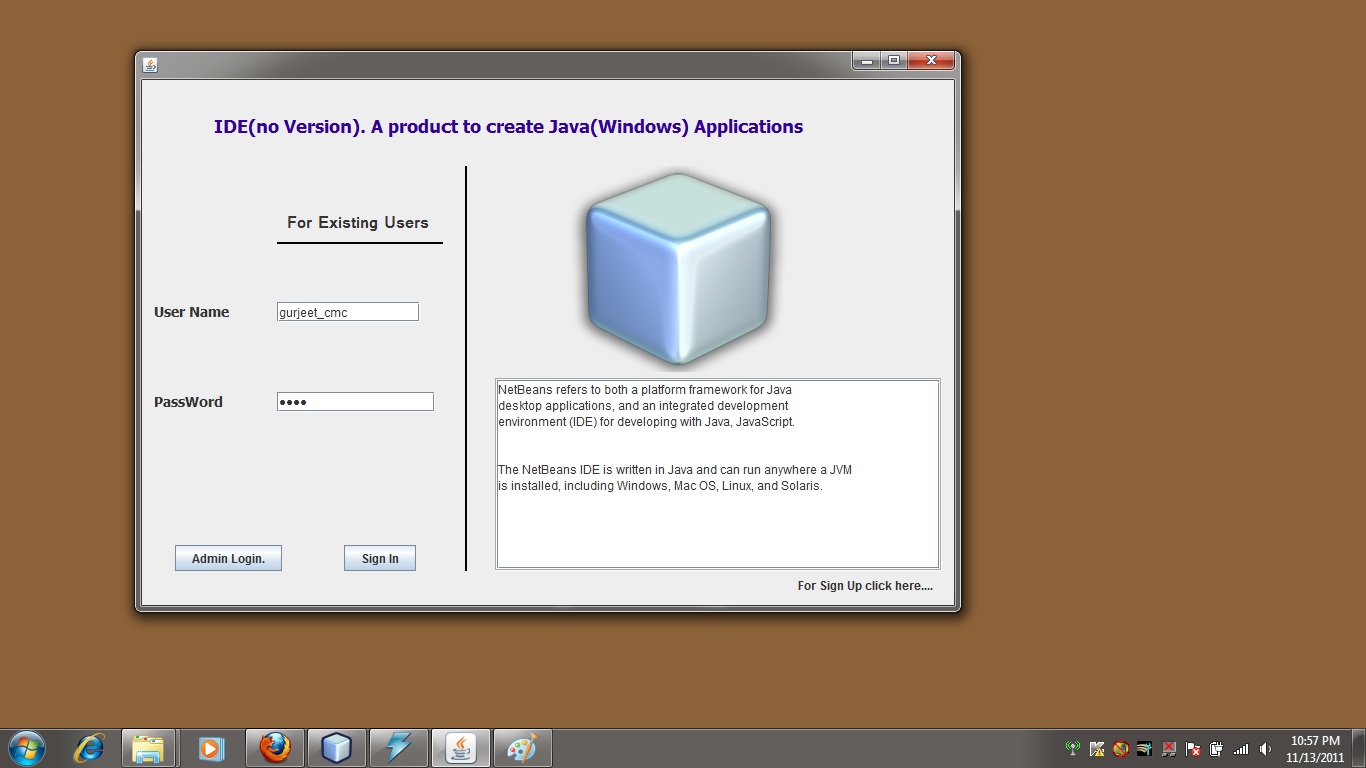 IDE(no Version). A product to create Java(Windows) Applications
For Existing Users
User Name
gurjeet_cmc
PassWord
••••
Admin Login.
Sign In
NetBeans refers to both a platform framework for Java
desktop applications, and an integrated development
environment (IDE) for developing with Java, JavaScript.
The NetBeans IDE is written in Java and can run anywhere a JVM
is installed, including Windows, Mac OS, Linux, and Solaris.
For Sign Up click here....
10:57 PM
11/13/2011